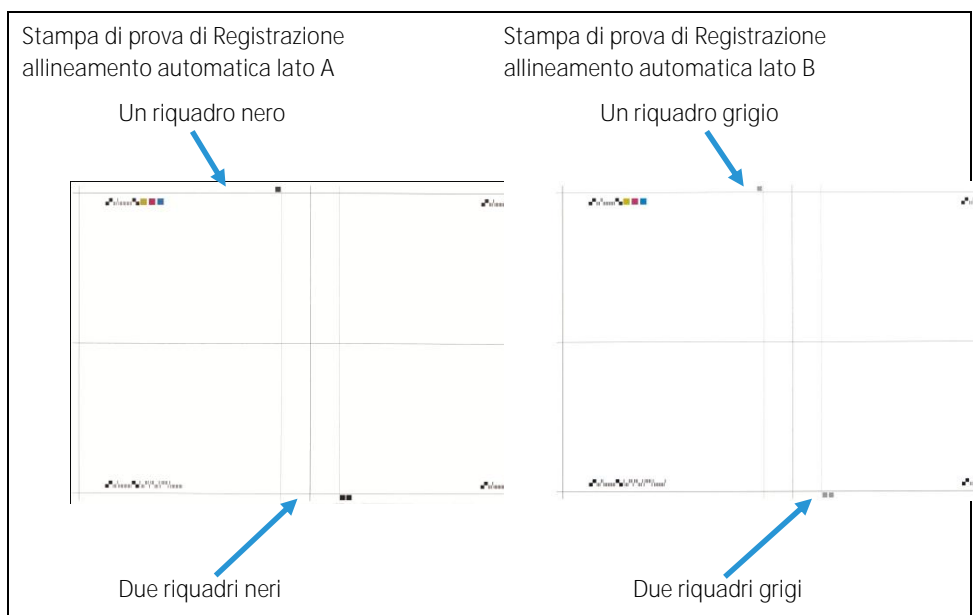 Stampa di prova di Registrazione
allineamento automatica lato A
Un riquadro nero
Due riquadri neri
Stampa di prova di Registrazione
allineamento automatica lato B
Un riquadro grigio
Due riquadri grigi